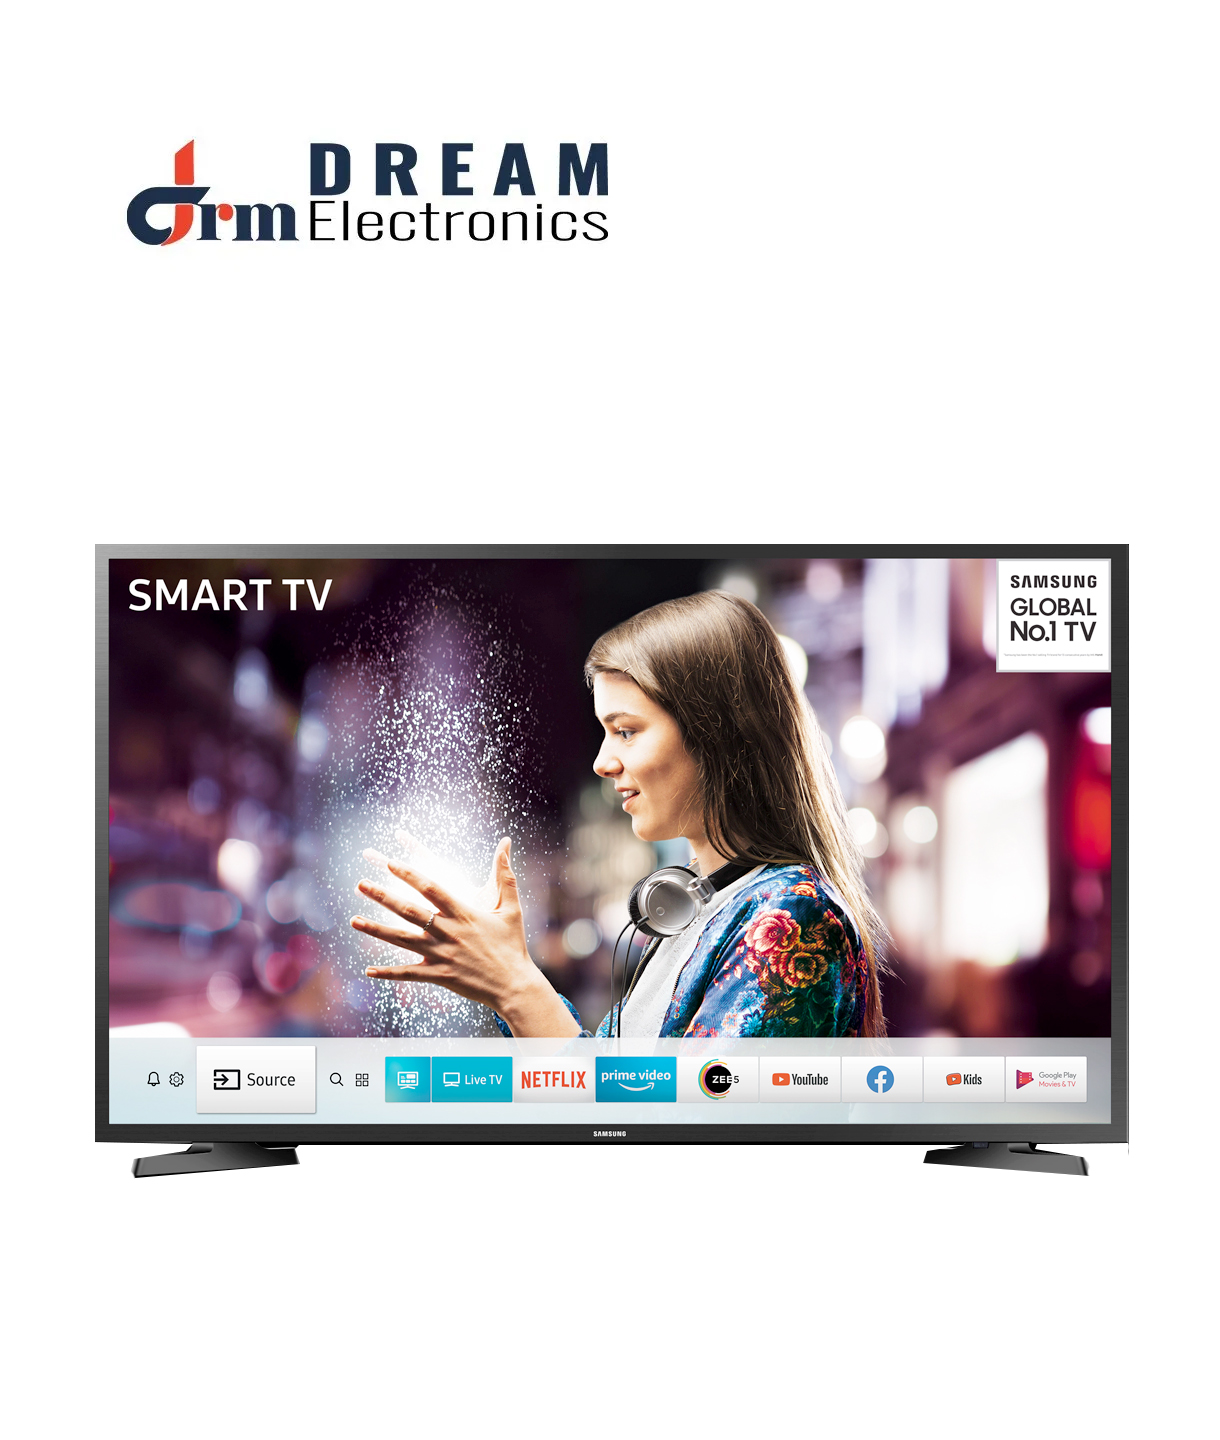 DREAM
drm Electronics
SMART TV
SAMSUNG
GLOBAL
No.1 TV
Source
Live TV
NETFLIX
prime video
ZEE5
YouTube
Kids
Google Play
Movies & TV
SAMSUNG